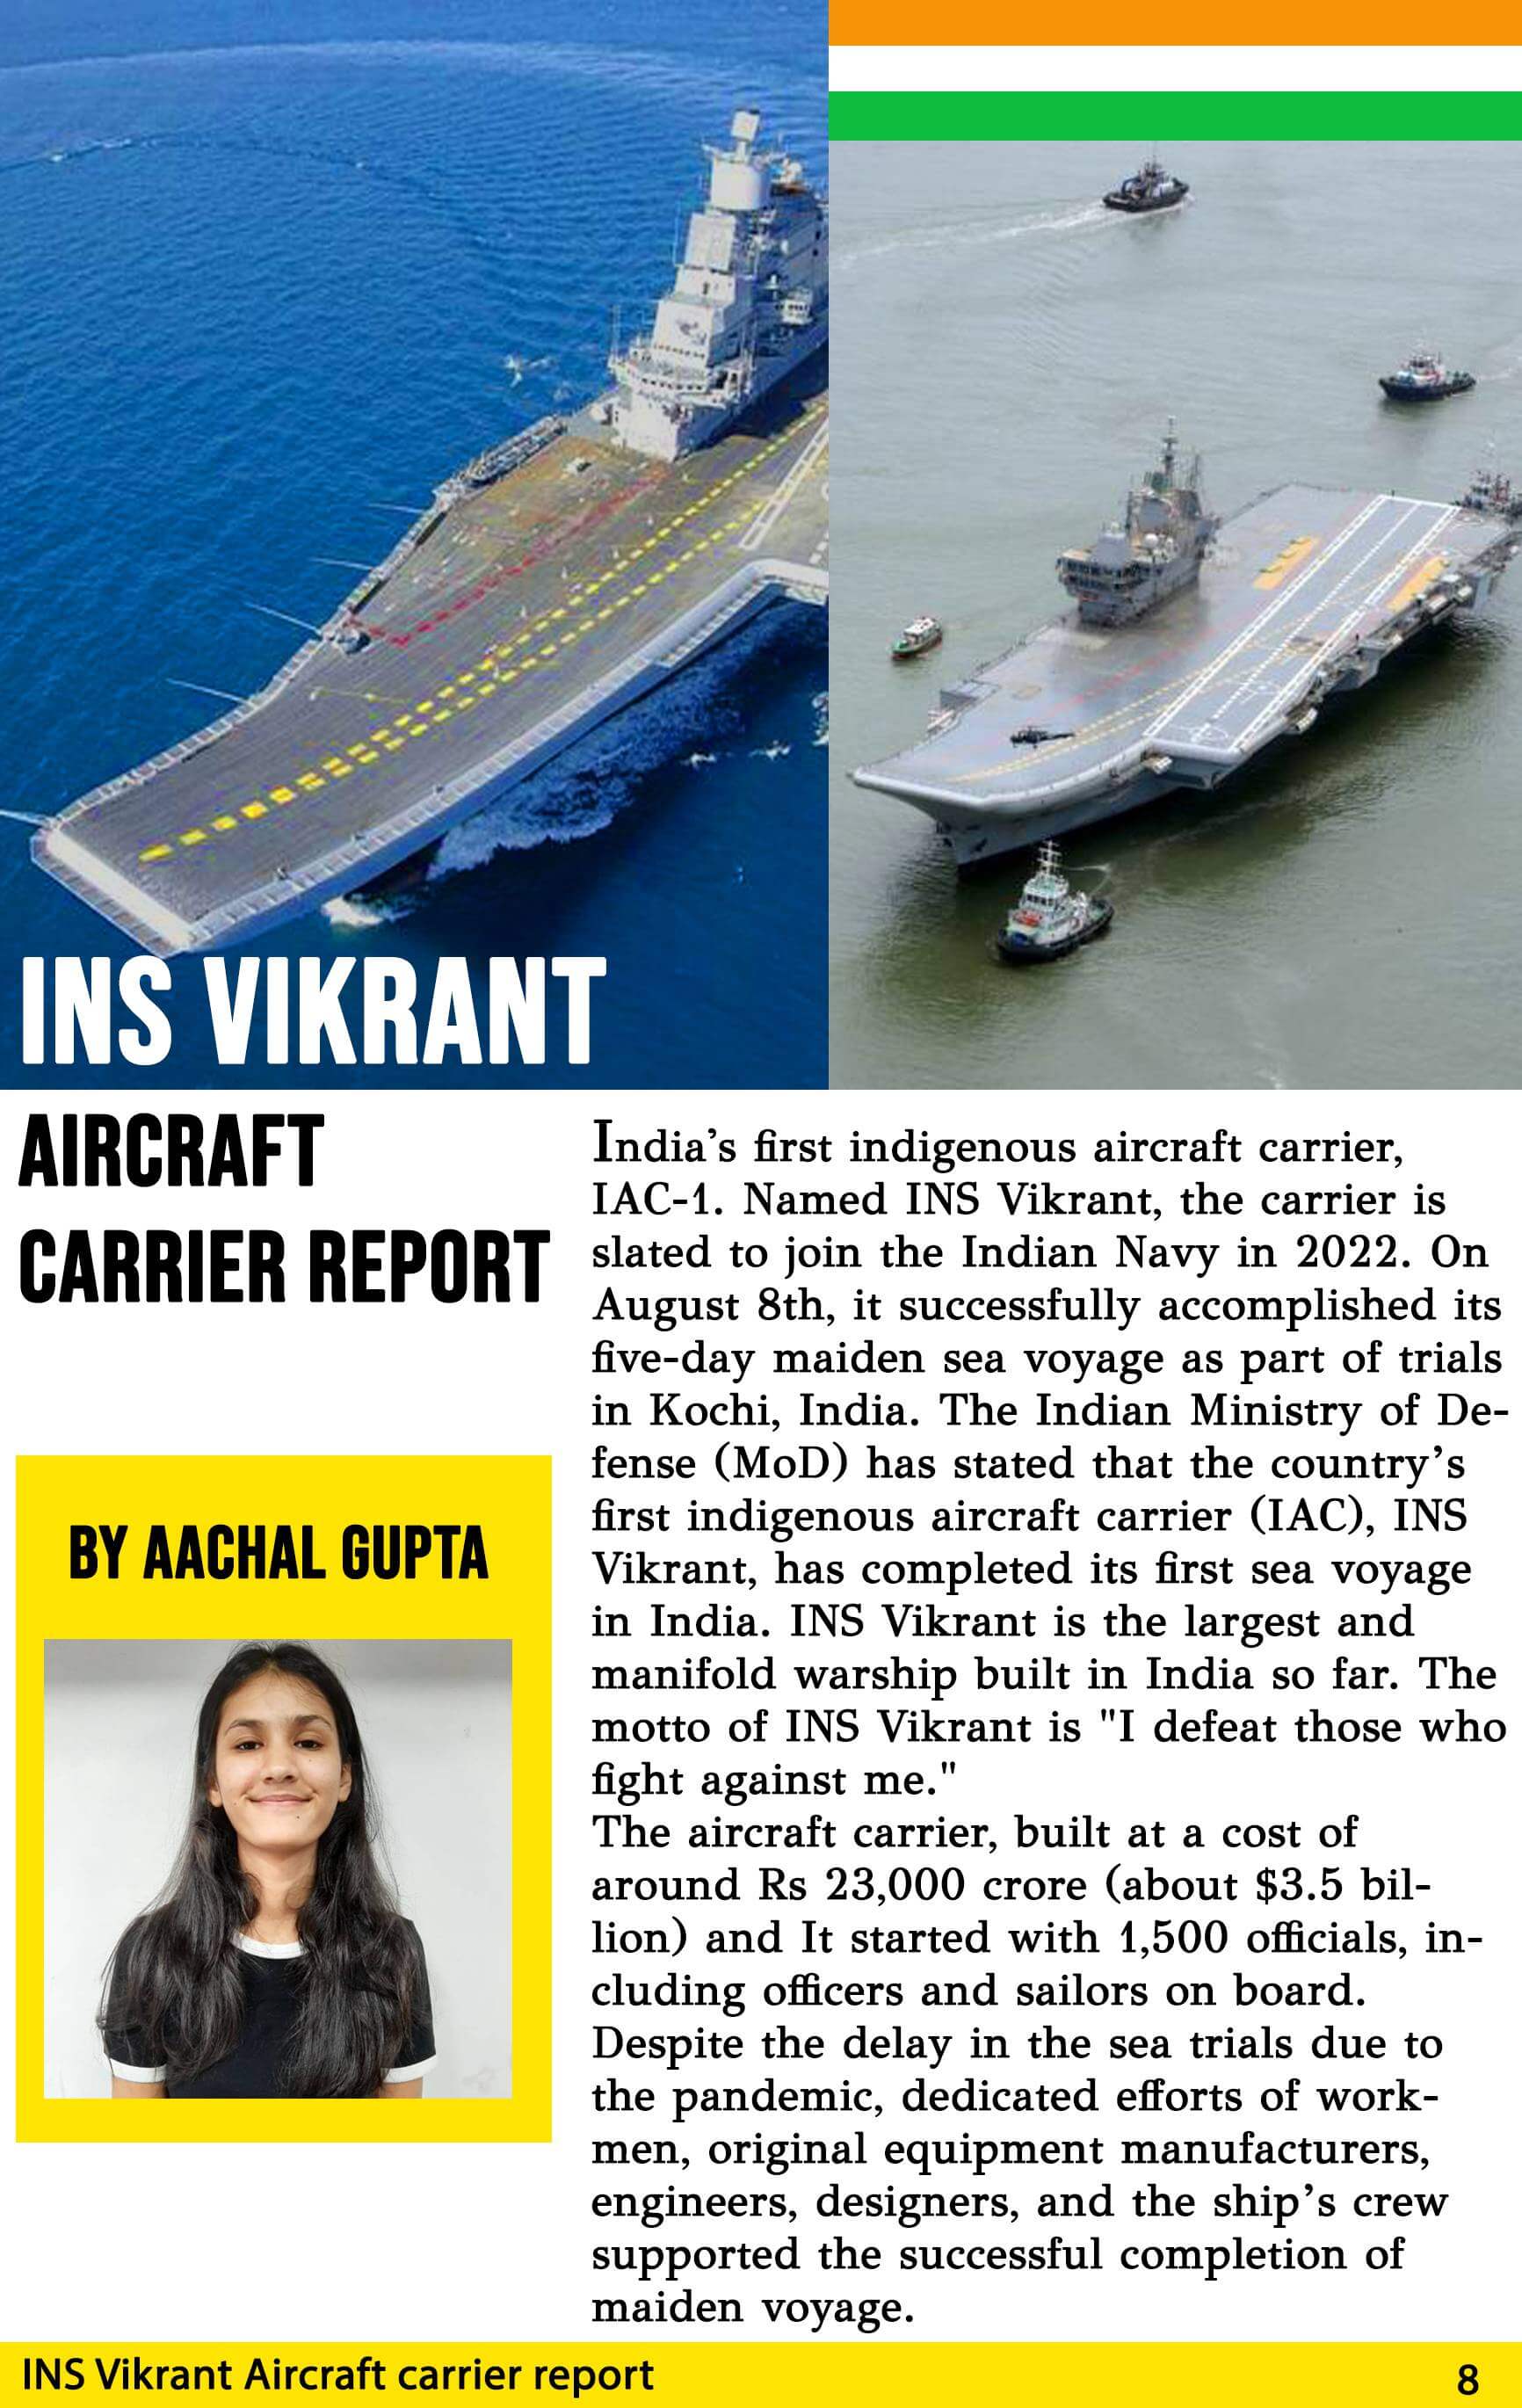 INS VIKRANT
AIRCRAFT
CARRIER REPORT
BY AACHAL GUPTA
India's first indigenous aircraft carrier,
IAC-1. Named INS Vikrant, the carrier is
slated to join the Indian Navy in 2022. On
August 8th, it successfully accomplished its
five-day maiden sea voyage as part of trials
in Kochi, India. The Indian Ministry of De-
fense (MoD) has stated that the country's
first indigenous aircraft carrier (IAC), INS
Vikrant, has completed its first sea voyage
in India. INS Vikrant is the largest and
manifold warship built in India so far. The
motto of INS Vikrant is "I defeat those who
fight against me."
The aircraft carrier, built at a cost of
around Rs 23,000 crore (about $3.5 bil-
lion) and It started with 1,500 officials, in-
cluding officers and sailors on board.
Despite the delay in the sea trials due to
the pandemic, dedicated efforts of work-
men, original equipment manufacturers,
engineers, designers, and the ship's crew
supported the successful completion of
maiden voyage.
INS Vikrant Aircraft carrier report
8